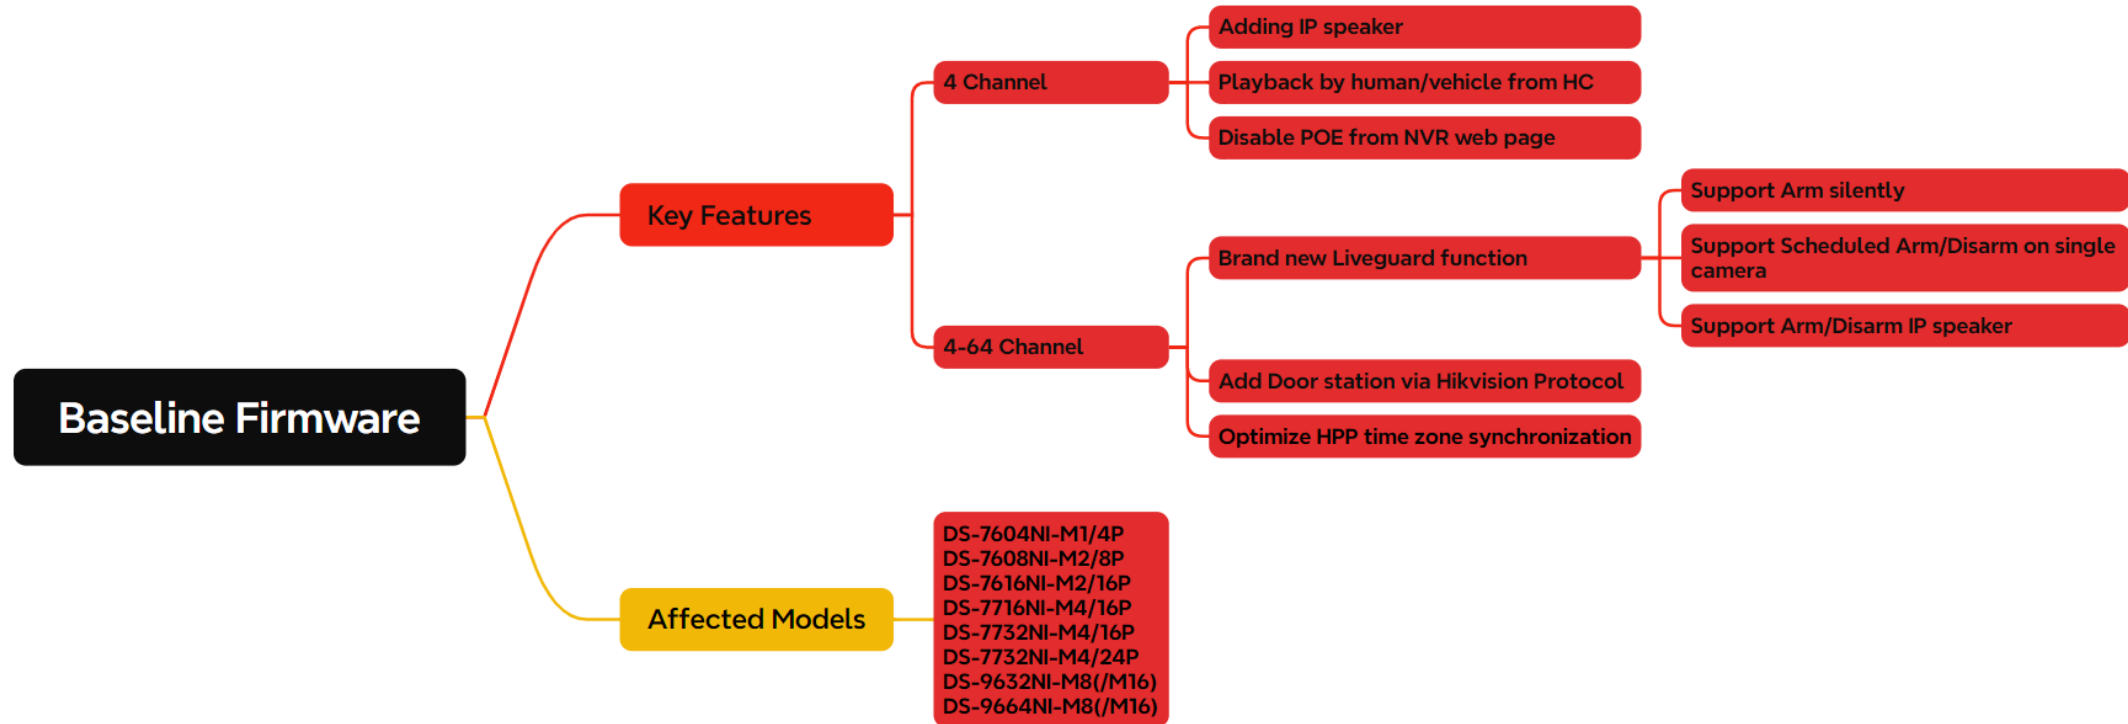 Baseline Firmware
Key Features
4 Channel
Adding IP speaker
Playback by human/vehicle from HC
Disable POE from NVR web page
4-64 Channel
Brand new Liveguard function
Support Arm silently
Support Scheduled Arm/Disarm on single
camera
Support Arm/Disarm IP speaker
Add Door station via Hikvision Protocol
Optimize HPP time zone synchronization
Affected Models
DS-7604NI-M1/4P
DS-7608NI-M2/8P
DS-7616NI-M2/16P
DS-7716NI-M4/16P
DS-7732NI-M4/16P
DS-7732NI-M4/24P
DS-9632NI-M8(/M16)
DS-9664NI-M8(/M16)